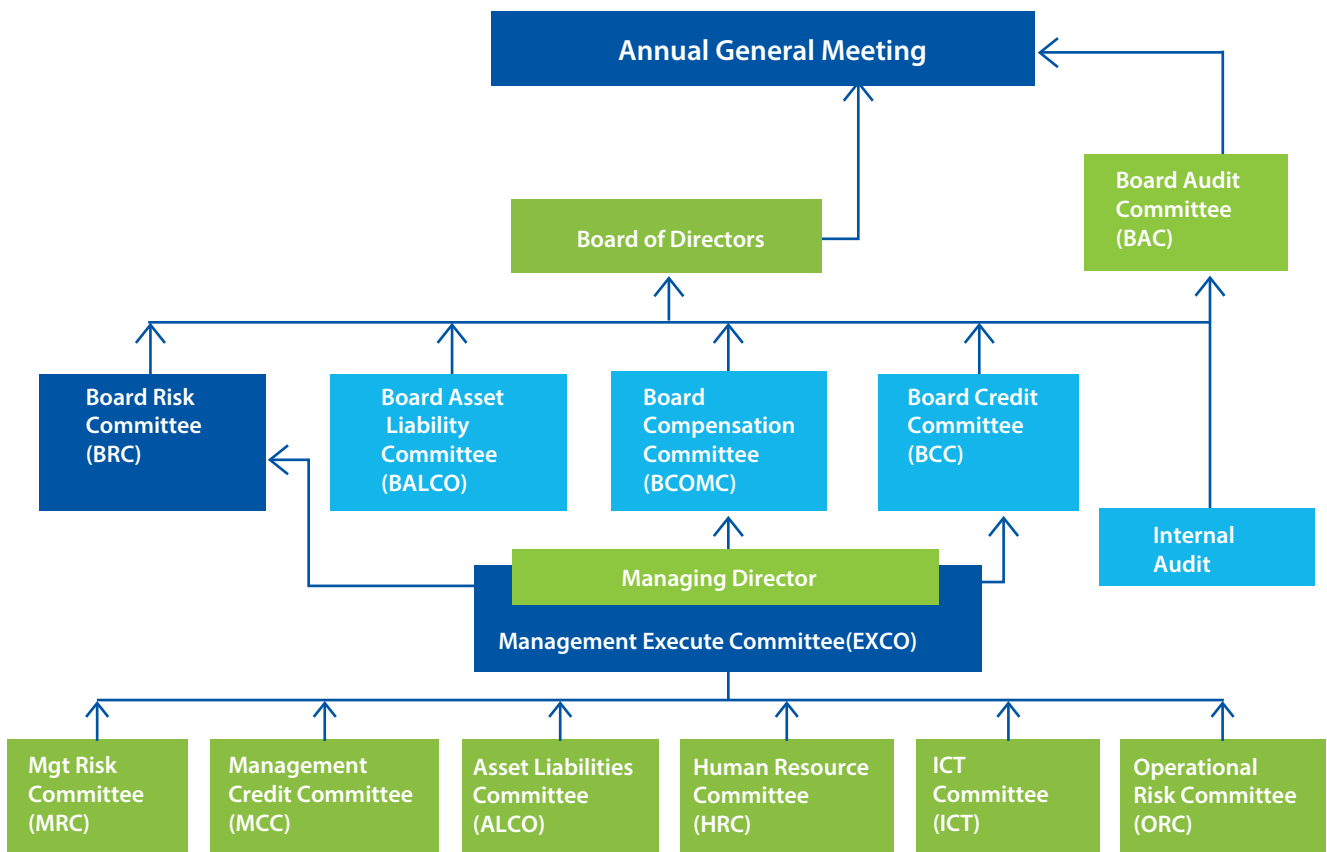 Annual General Meeting
Board Audit
Committee
(BAC)
Board of Directors
Board Risk
Committee
(BRC)
Board Asset
Liability
Committee
(BALCO)
Board
Compensation
Committee
(BCOMC)
Board Credit
Committee
(BCC)
Internal
Audit
Managing Director
Management Execute Committee(EXCO)
Mgt Risk
Committee
(MRC)
Management
Credit Committee
(MCC)
Asset Liabilities
Committee
(ALCO)
Human Resource
Committee
(HRC)
ICT
Committee
(ICT)
Operational
Risk Committee
(ORC)